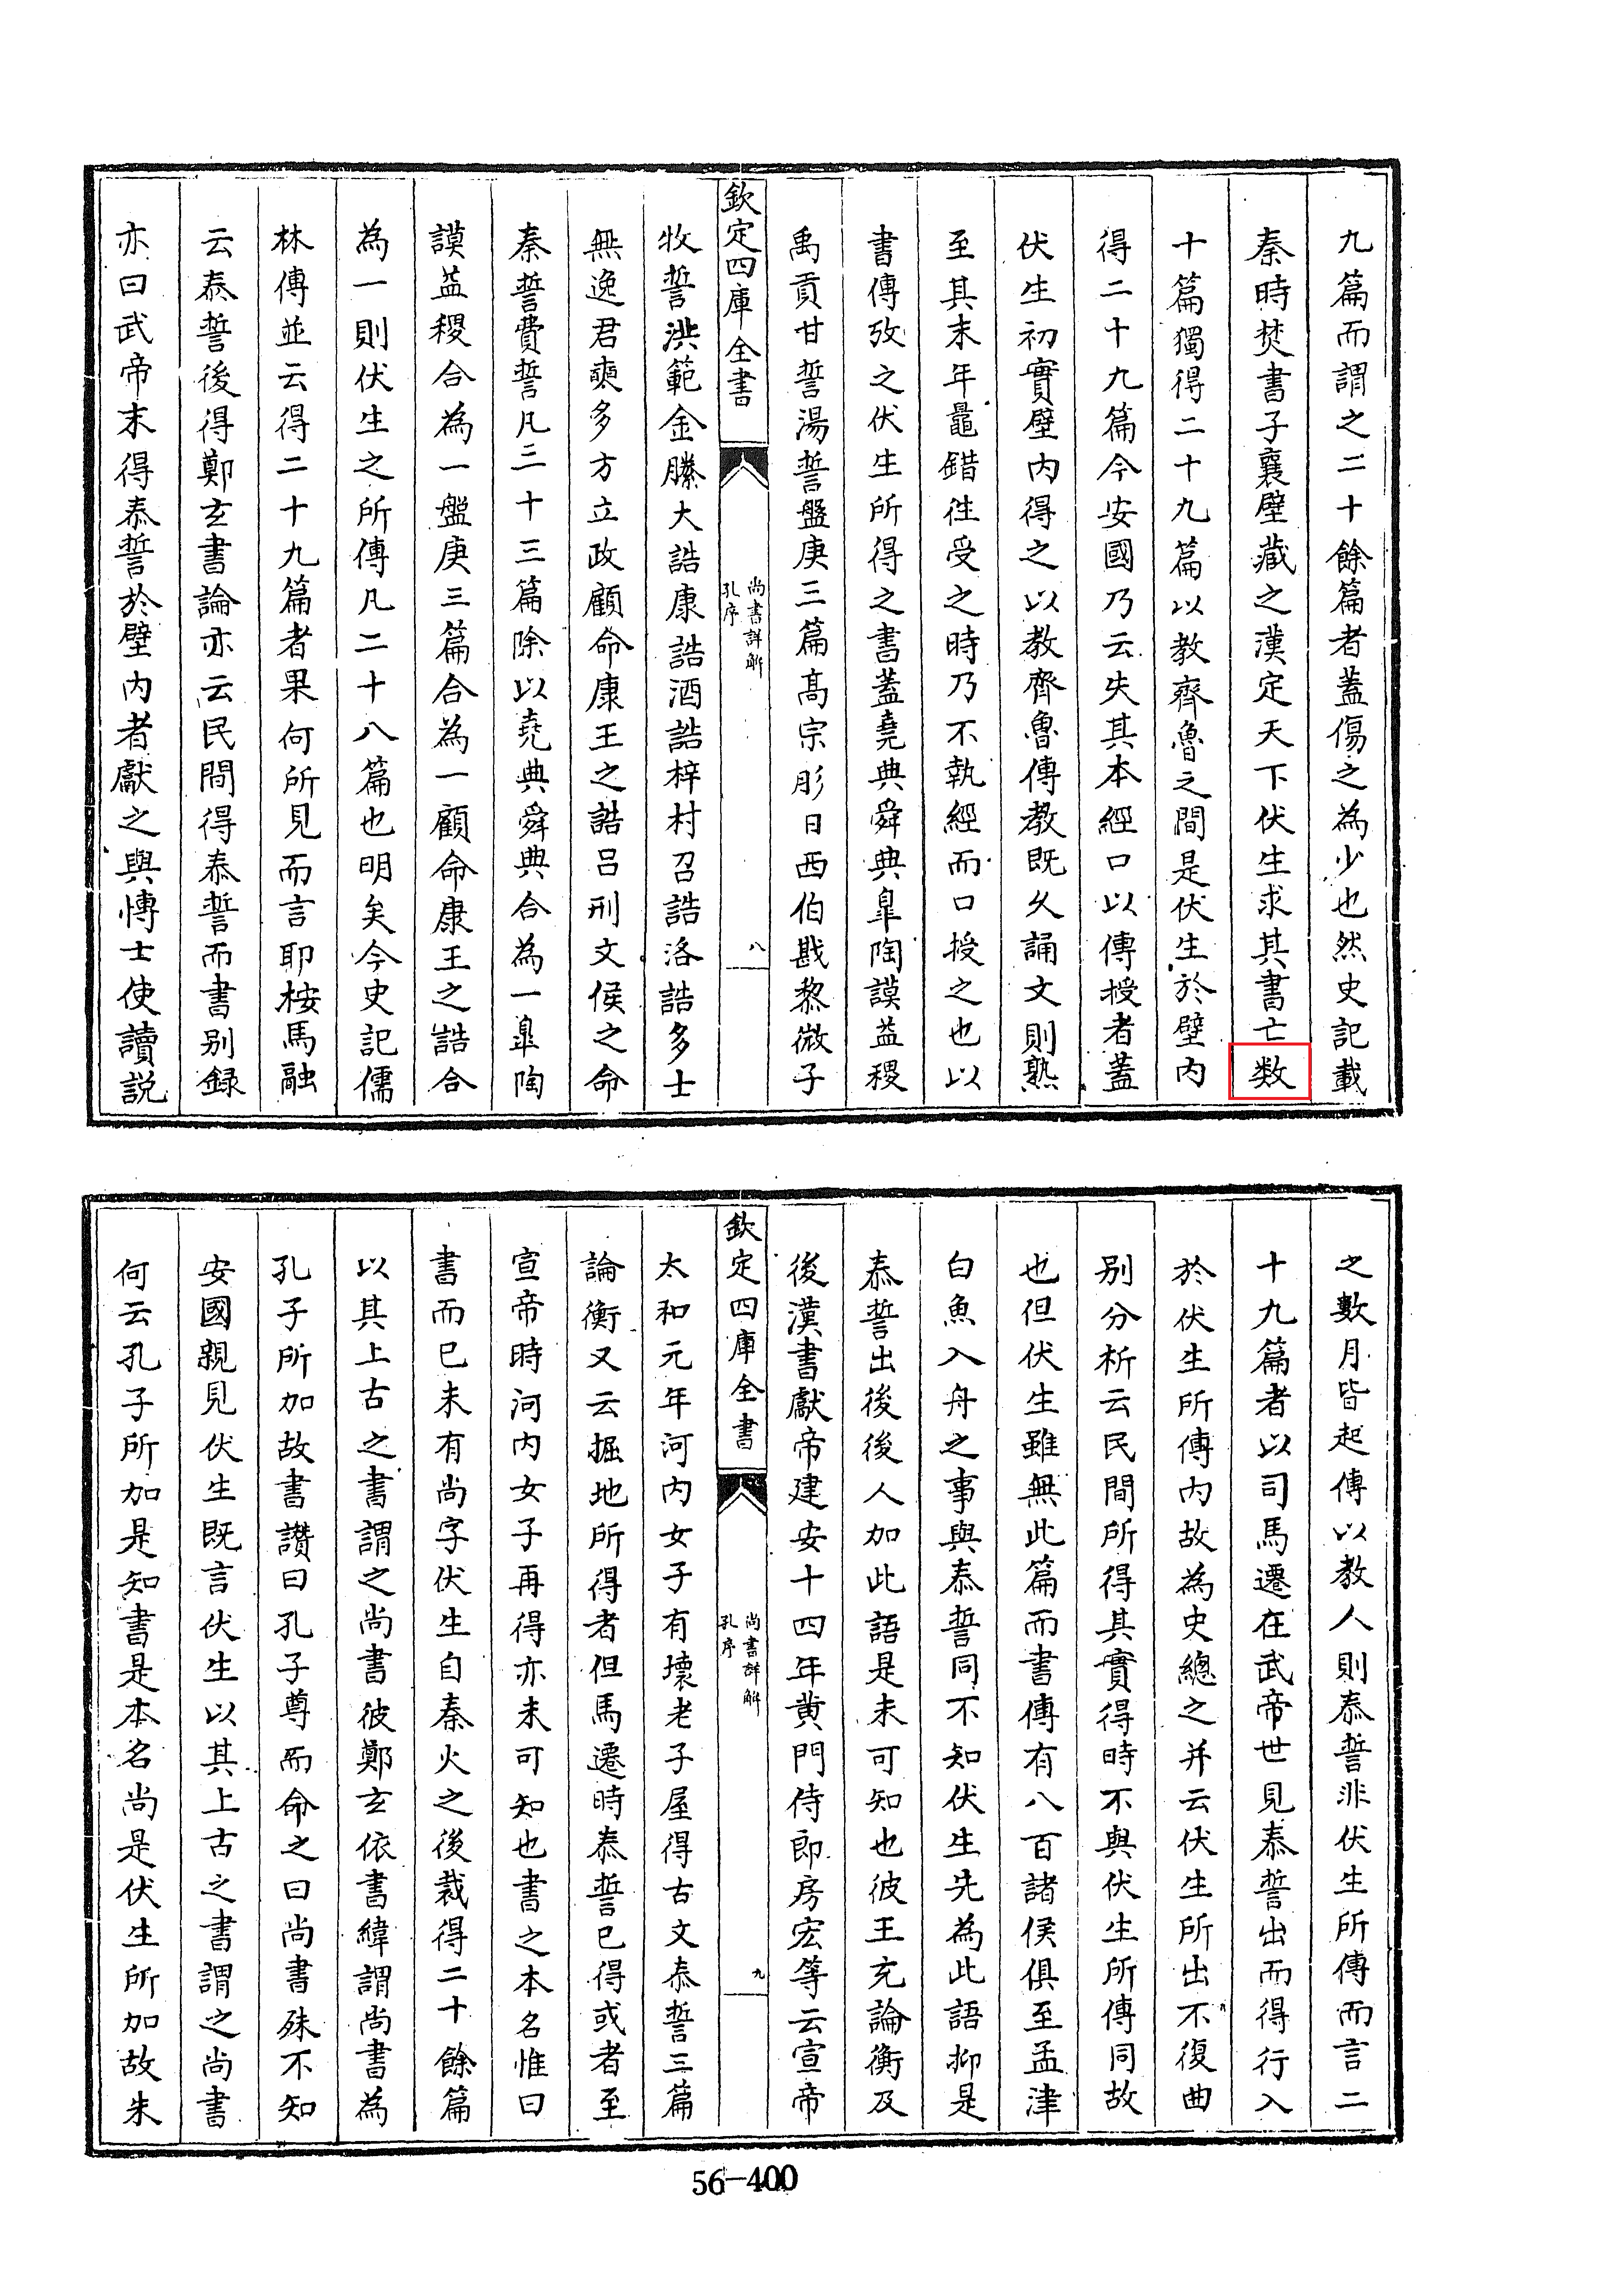 九篇而謂之二十餘篇者蓋傷之為少也然史記載
秦時焚書子襄壁藏之漢定天下伏生求其書亡数
十篇獨得二十九篇以教齊魯之間是伏生於壁内
得二十九篇今安國乃云失其本經口以傳授者蓋
伏生初實壁内得之以教齊魯傳教既乆誦文則熟
至其末年鼂錯徃受之時乃不執經而口授之也以
書傳攷之伏生所得之書蓋堯典舜典臯陶謨益稷
禹貢甘誓湯誓盤庚三篇髙宗肜日西伯戡黎微子
欽定四庫全書
尚書詳解
孔序
八
牧誓洪範金縢大誥康誥酒誥梓材召誥洛誥多士
無逸君奭多方立政顧命康王之誥吕刑文侯之命
秦誓費誓凡三十三篇除以堯典舜典合為一臯陶
謨益稷合為一盤庚三篇合為一顧命康王之誥合
為一則伏生之所傳凡二十八篇也明矣今史記儒
林傳並云得二十九篇者果何所見而言耶桉馬融
云泰誓後得鄭玄書論亦云民間得泰誓而書别録
亦曰武帝末得泰誓於壁内者獻之與博士使讀説
之數月皆起傳以教人則泰誓非伏生所傳而言二
十九篇者以司馬遷在武帝世見泰誓出而得行入
於伏生所傳内故為史總之并云伏生所出不復曲
别分析云民間所得其實得時不與伏生所傳同故
也但伏生雖無此篇而書傳有八百諸侯俱至孟津
白魚入舟之事與泰誓同不知伏生先為此語抑是
泰誓出後後人加此語是未可知也彼王充論衡及
後漢書獻帝建安十四年黄門侍郎房宏等云宣帝
欽定四庫全書
尚書詳解
孔序
九
太和元年河内女子有壊老子屋得古文泰誓三篇
論衡又云掘地所得者但馬遷時泰誓已得或者至
宣帝時河内女子再得亦未可知也書之本名惟曰
書而已未有尚字伏生自秦火之後裁得二十餘篇
以其上古之書謂之尚書彼鄭玄依書緯謂尚書為
孔子所加故書讚曰孔子尊而命之曰尚書殊不知
安國親見伏生既言伏生以其上古之書謂之尚書
何云孔子所加是知書是本名尚是伏生所加故朱
56-400